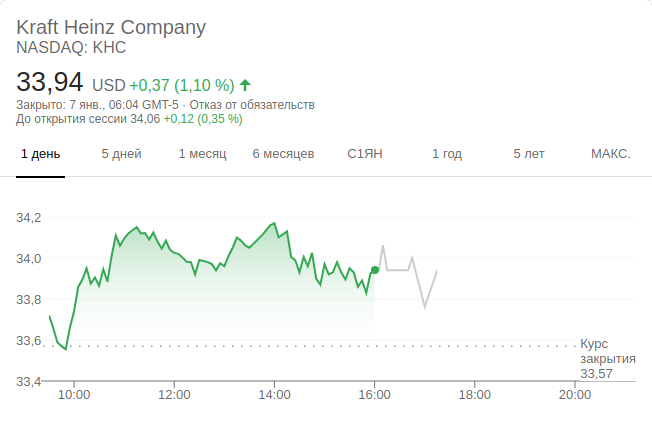 Kraft Heinz Company
NASDAQ: KHC
33,94 USD +0,37 (1,10 %)
Закрыто: 7 янв., 06:04 GMT-5 · Отказ от обязательств
До открытия сессии 34,06 +0,12 (0,35 %)
1 день 5 дней 1 месяц 6 месяцев С1ЯН 1 год 5 лет МАКС.
34,2
34,0
33,8
33,6
Курс
закрытия
33,57
33,4
10:00 12:00 14:00 16:00 18:00 20:00